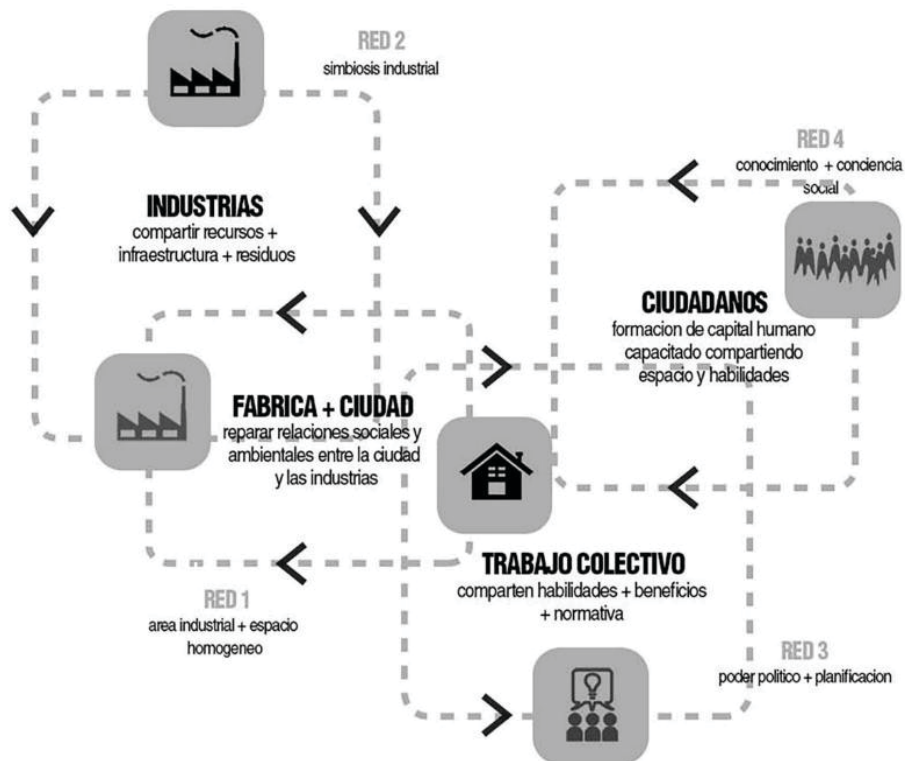 RED 2
simbiosis industrial
RED 4
conocimiento + conciencia
social
INDUSTRIAS
compartir recursos +
infraestructura + residuos
CIUDADANOS
formacion de capital humano
capacitado compartiendo
espacio y habilidades
FABRICA + CIUDAD
reparar relaciones sociales y
ambientales entre la ciudad
y las industrias
TRABAJO COLECTIVO
comparten habilidades + beneficios
+ normativa
RED 1
area industrial + espacio
homogeneo
RED 3
poder politico + planificacion